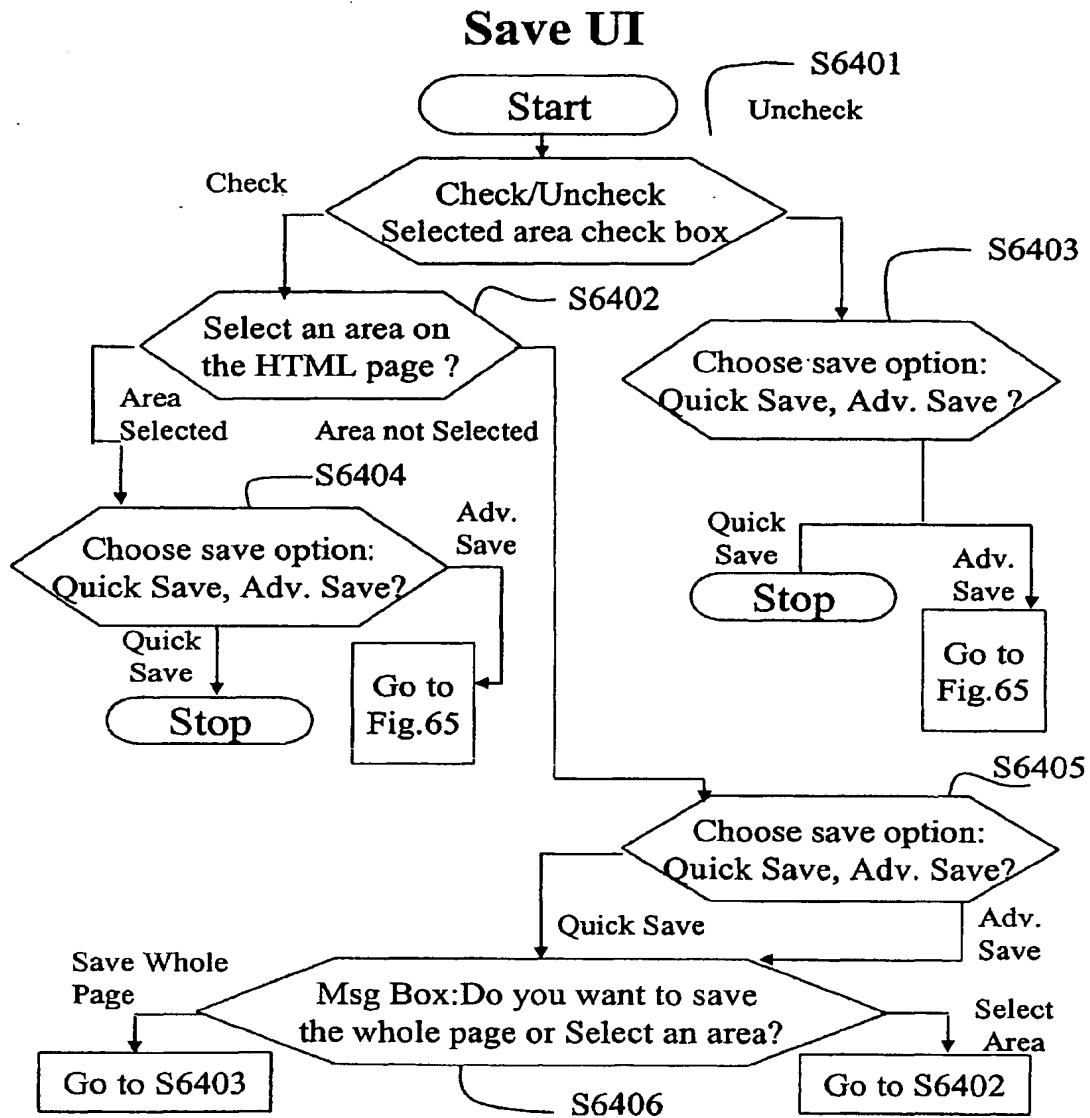 Save UI
S6401
Start
Uncheck
Check
Check/Uncheck
Selected area check box
S6403
S6402
Select an area on
the HTML page ?
Choose save option:
Quick Save, Adv. Save ?
Area
Selected
Area not Selected
S6404
Choose save option:
Quick Save, Adv. Save?
Adv.
Save
Quick
Save
Stop
Adv.
Save
Go to
Fig.65
Quick
Save
Stop
Go to
Fig.65
S6405
Choose save option:
Quick Save, Adv. Save?
Quick Save
Adv.
Save
Save Whole
Page
Msg Box:Do you want to save
the whole page or Select an area?
Select
Area
Go to S6403
Go to S6402
S6406